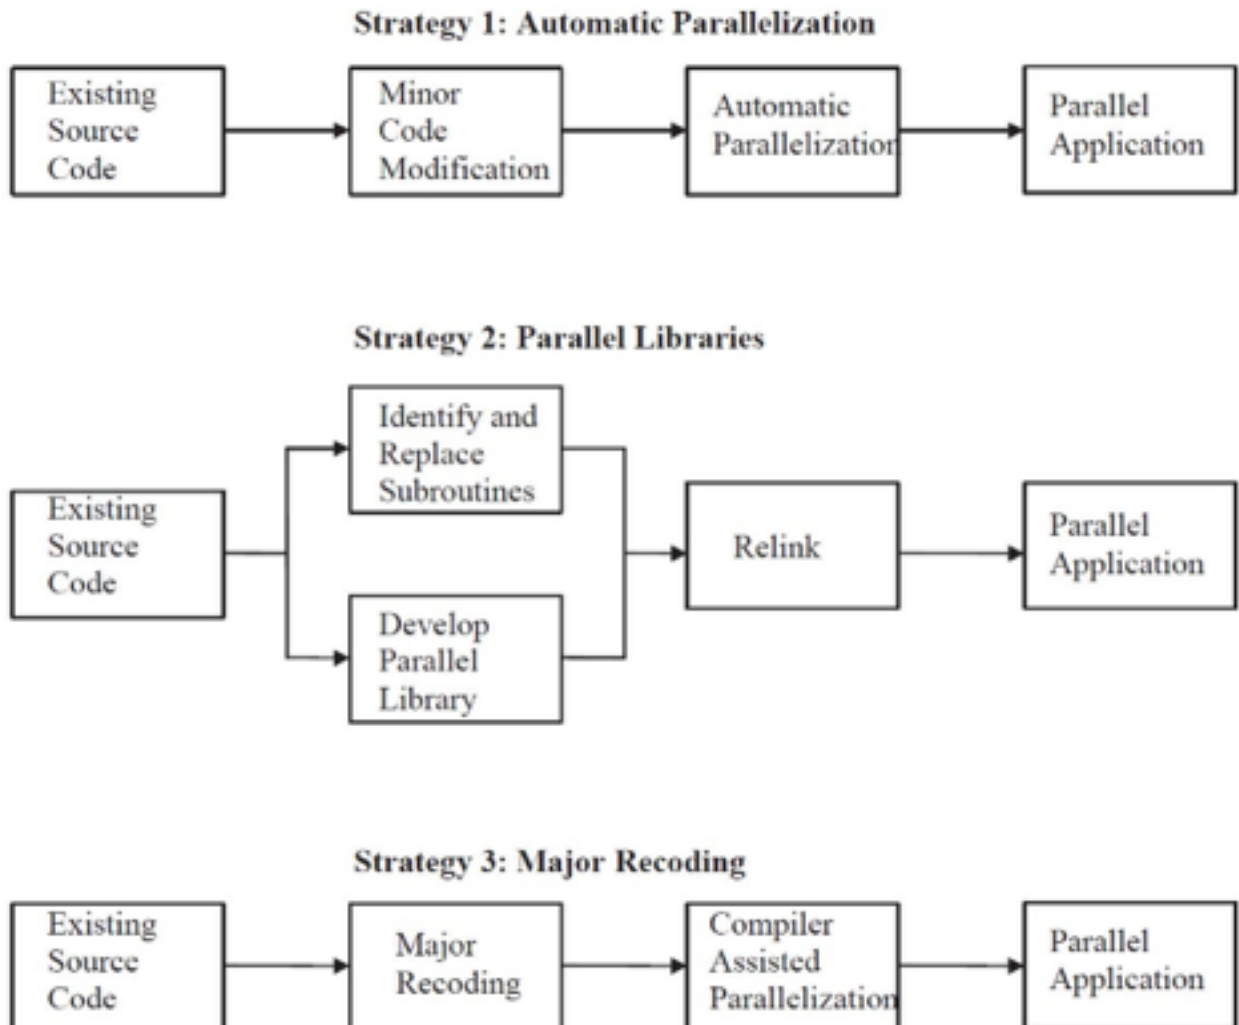 Strategy 1: Automatic Parallelization
Existing
Source
Code
Minor
Code
Modification
Automatic
Parallelization
Parallel
Application
Strategy 2: Parallel Libraries
Existing
Source
Code
Identify and
Replace
Subroutines
Develop
Parallel
Library
Relink
Parallel
Application
Strategy 3: Major Recoding
Existing
Source
Code
Major
Recoding
Compiler
Assisted
Parallelization
Parallel
Application